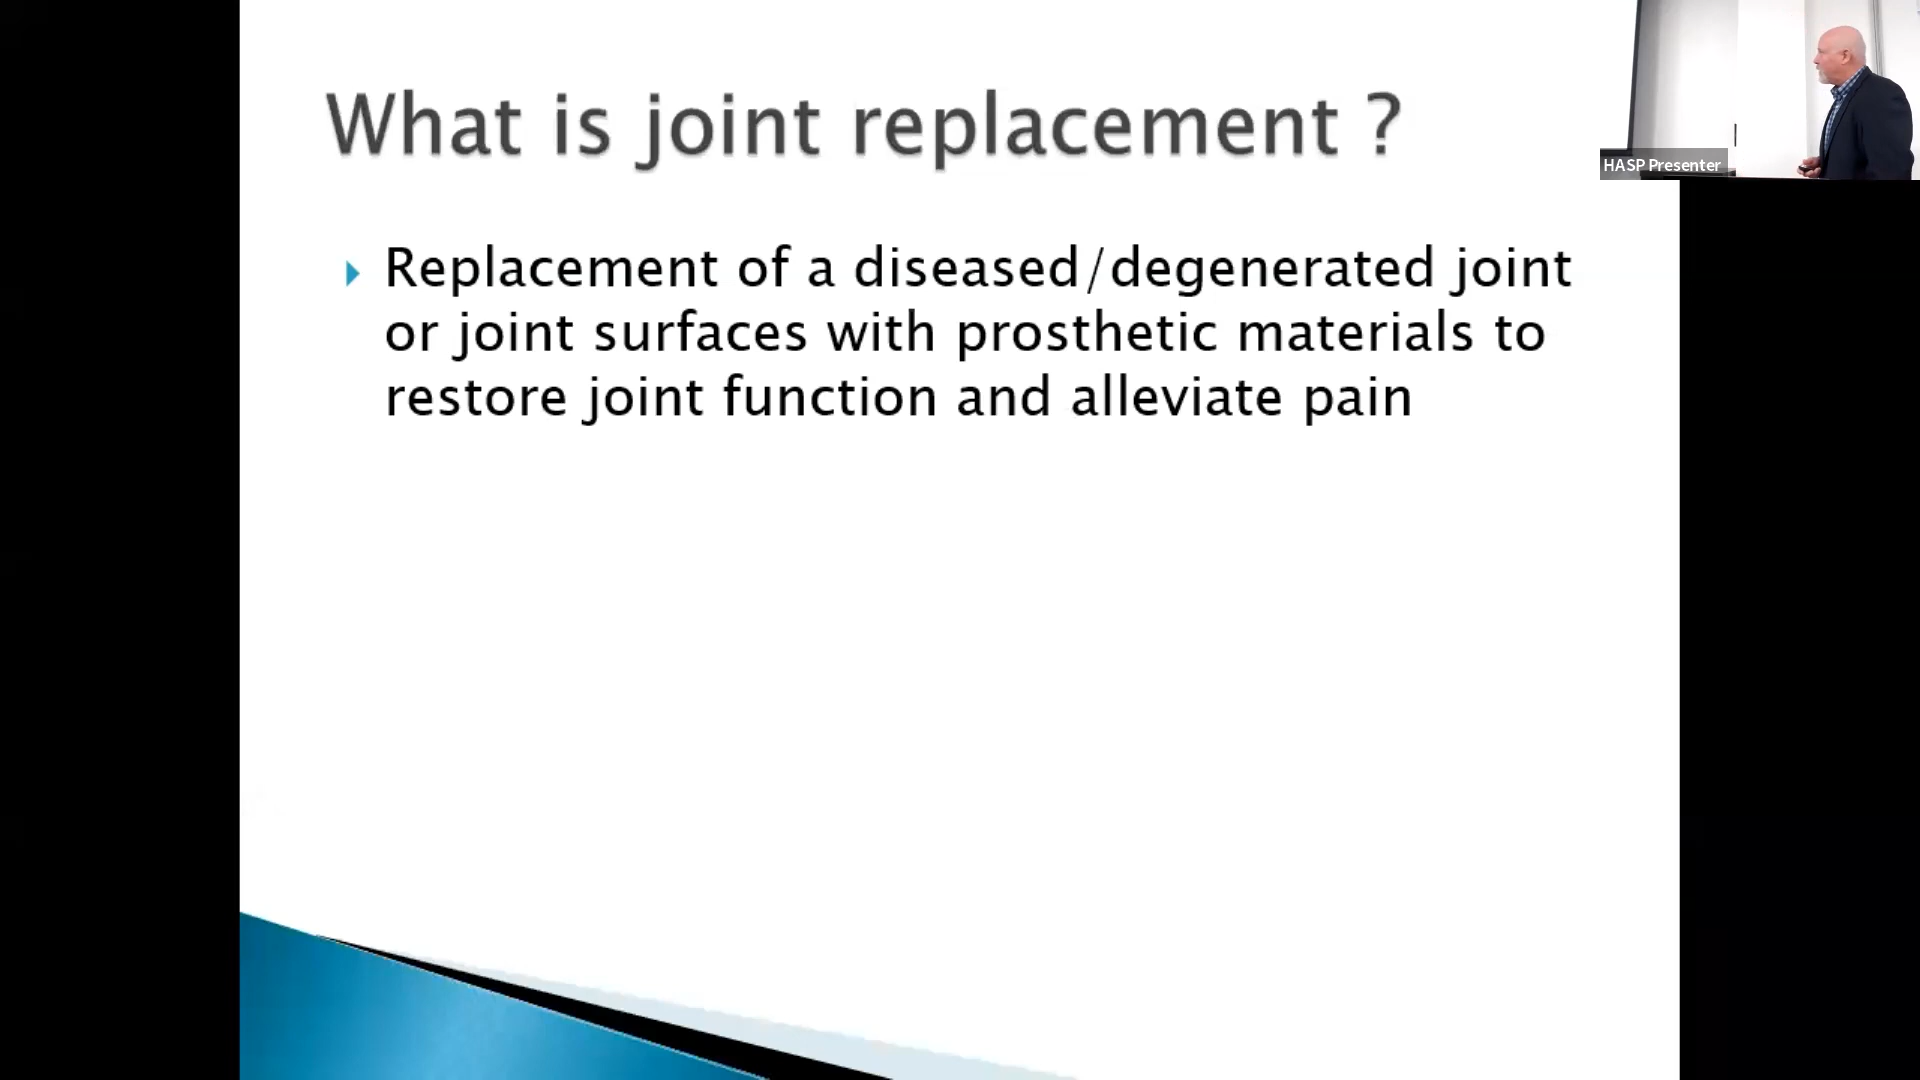 What is joint replacement ?
HASP Presenter
Replacement of a diseased/degenerated joint
or joint surfaces with prosthetic materials to
restore joint function and alleviate pain